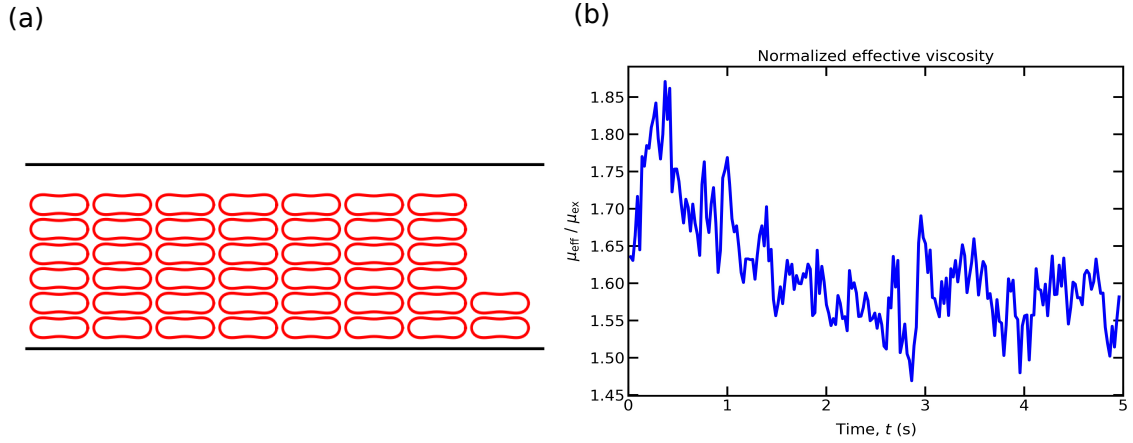 (a)
(b)
Normalized effective viscosity
μeff / μex
1.85
1.80
1.75
1.70
1.65
1.60
1.55
1.50
1.45
0 1 2 3 4 5
Time, t (s)